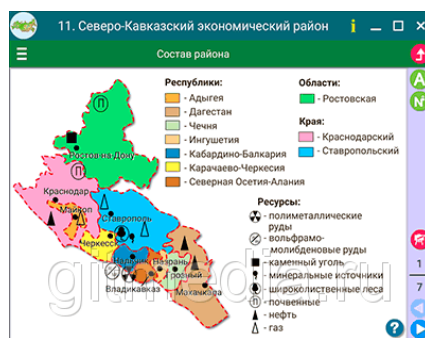 11. Северо-Кавказский экономический район
Состав района
Республики:
- Адыгея
- Дагестан
- Чечня
- Ингушетия
- Кабардино-Балкария
- Карачаево-Черкесия
- Северная Осетия-Алания
Области:
- Ростовская
Края:
- Краснодарский
- Ставропольский
Ростов-на-Дону
Краснодар
Майкоп
Ставрополь
Черкесск
Нальчик
Назрань
Грозный
Владикавказ
Махачкала
Ресурсы:
- полиметаллические
руды
- вольфрамо-
молибденовые руды
- каменный уголь
- минеральные источники
- широколиственные леса
- почвенные
- нефть
- газ
П
П
П
i
A
N
1
7
?